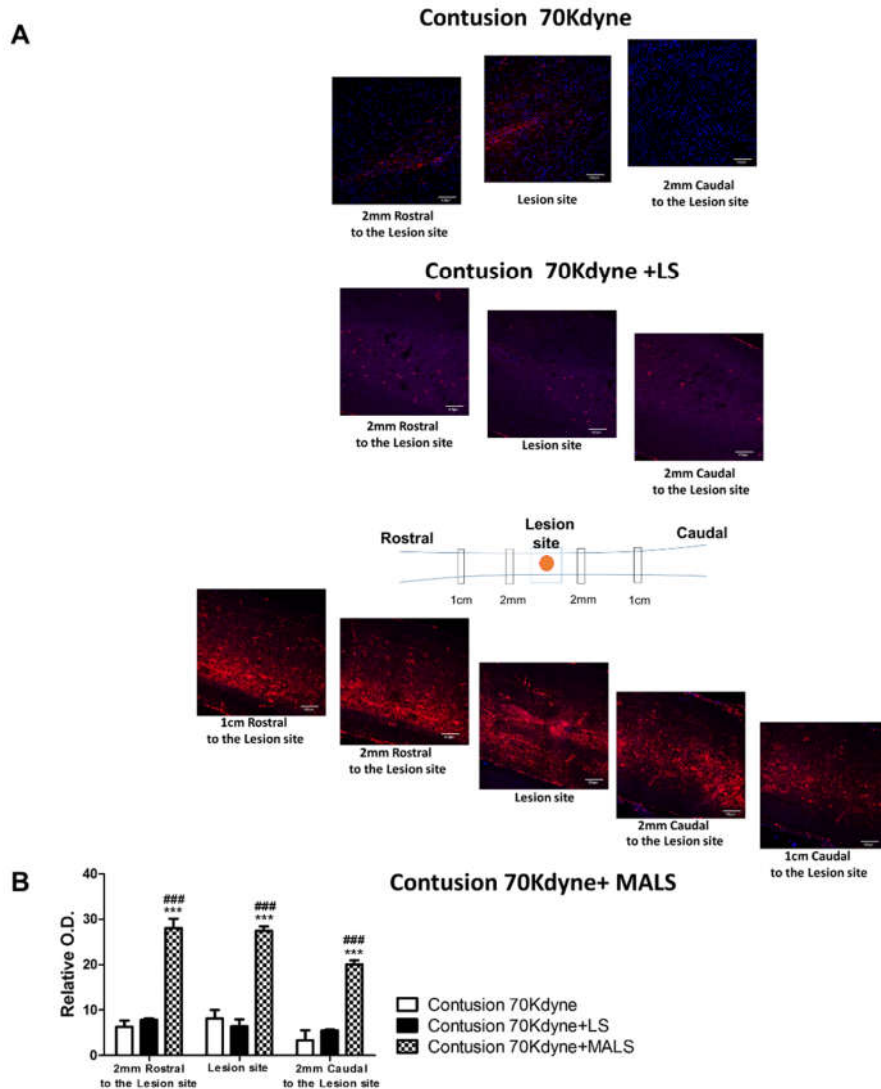 A
Contusion 70Kdyne
2mm Rostral
to the Lesion site
Lesion site
2mm Caudal
to the Lesion site
Contusion 70Kdyne +LS
2mm Rostral
to the Lesion site
Lesion site
2mm Caudal
to the Lesion site
Rostral
Lesion
site
Caudal
1cm
2mm
2mm
1cm
1cm Rostral
to the Lesion site
2mm Rostral
to the Lesion site
Lesion site
2mm Caudal
to the Lesion site
1cm Caudal
to the Lesion site
Contusion 70Kdyne+ MALS
B
Relative O.D.
40
30
20
10
0
###
***
###
***
###
***
2mm Rostral
to the Lesion site
Lesion site
2mm Caudal
to the Lesion site
Contusion 70Kdyne
Contusion 70Kdyne+LS
Contusion 70Kdyne+MALS